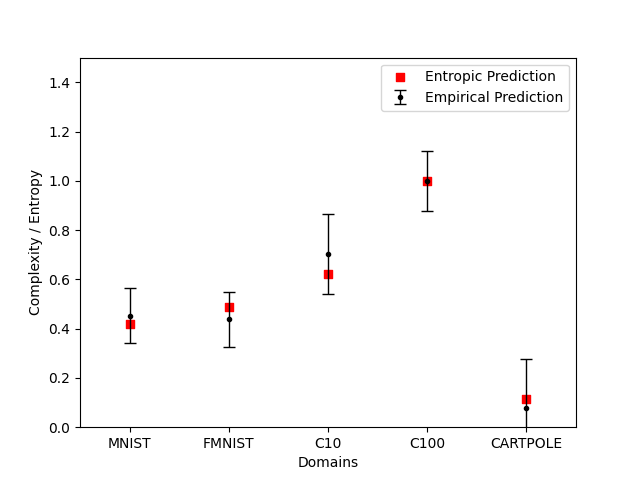 Entropic Prediction
Empirical Prediction
Complexity / Entropy
1.4
1.2
1.0
0.8
0.6
0.4
0.2
0.0
MNIST FMNIST C10 C100 CARTPOLE
Domains